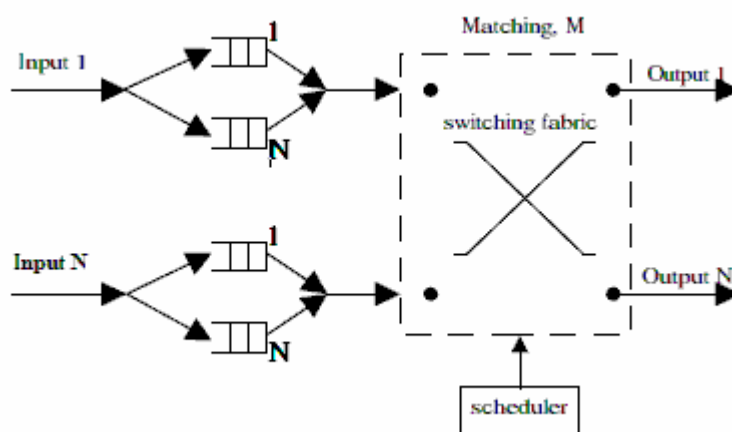 Matching, M
Input 1
1
N
Output 1
switching fabric
Input N
1
N
Output N
scheduler